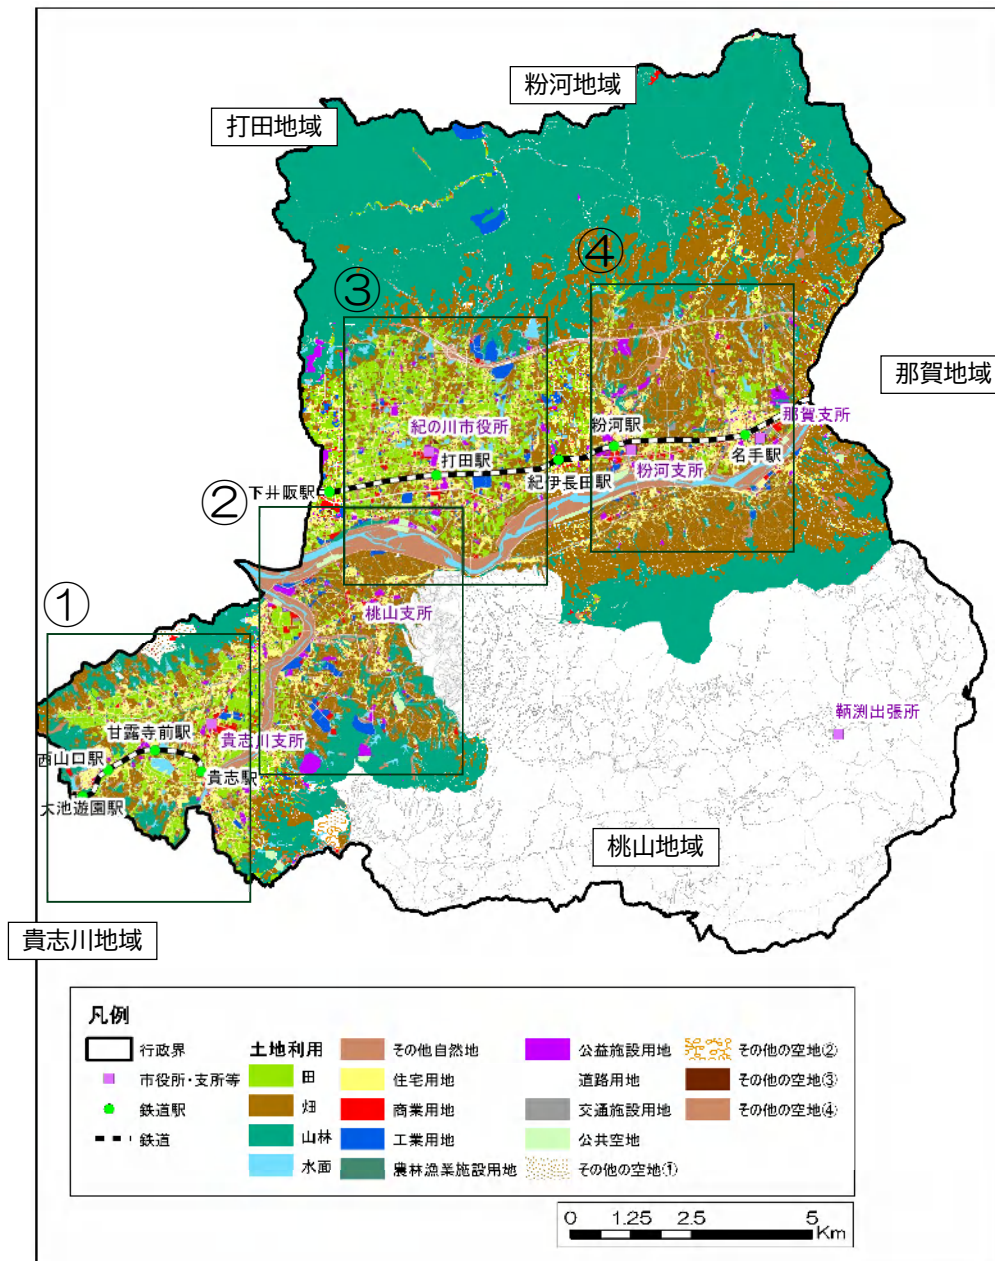 粉河地域
打田地域
④
③
那賀地域
那賀支所
紀の川市役所
粉河駅
打田駅
名手駅
粉河支所
紀伊長田駅
下井阪駅
②
①
桃山支所
鞆渕出張所
甘露寺前駅
貴志川支所
西山口駅
貴志駅
大池遊園駅
桃山地域
貴志川地域
凡例
行政界
市役所・支所等
鉄道駅
鉄道
土地利用
田
畑
山林
水面
その他自然地
住宅用地
商業用地
工業用地
農林漁業施設用地
公益施設用地
道路用地
交通施設用地
公共空地
その他の空地①
その他の空地②
その他の空地③
その他の空地④
0 1.25 2.5 5
Km